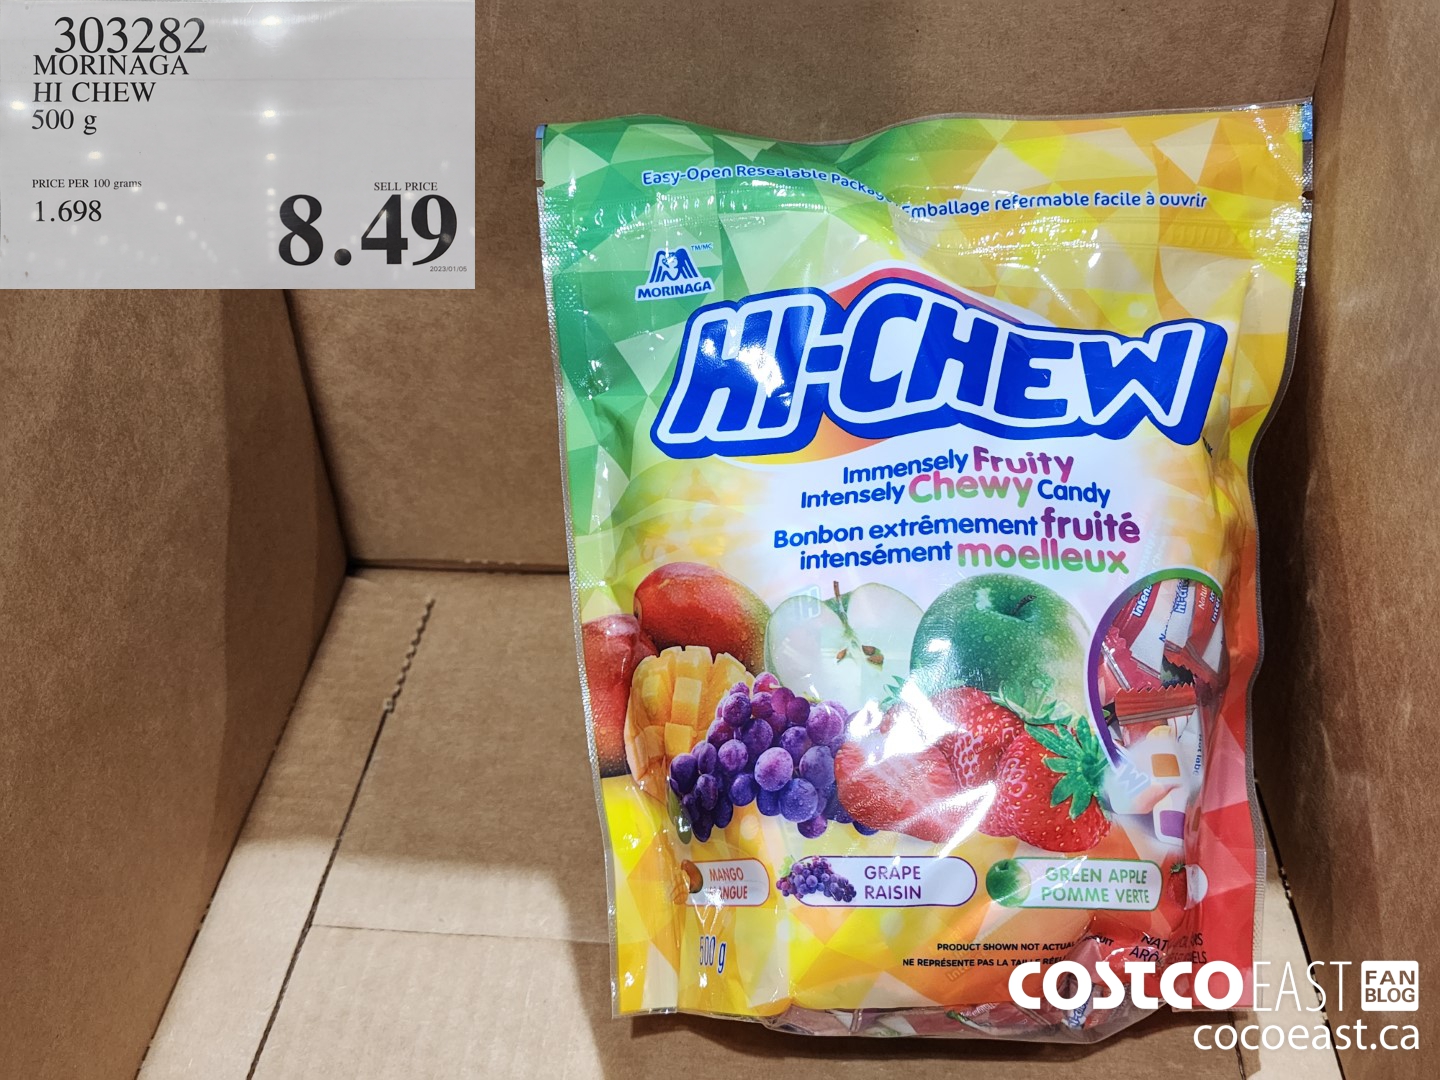 303282
MORINAGA
HI CHEW
500 g
PRICE PER 100 grams
1.698
SELL PRICE
8.49
2023/01/05
Easy-Open Resealable Package
Emballage refermable facile à ouvrir
TM/MC
MORINAGA
HI-CHEW
Immensely Fruity
Intensely Chewy Candy
Bonbon extrêmement fruité
intensément moelleux
MANGO
GRAPE
RAISIN
GREEN APPLE
POMME VERTE
500 g
PRODUCT SHOWN NOT ACTUAL
NE REPRÉSENTE PAS LA
COSTCO EAST FAN BLOG
cocoeast.ca